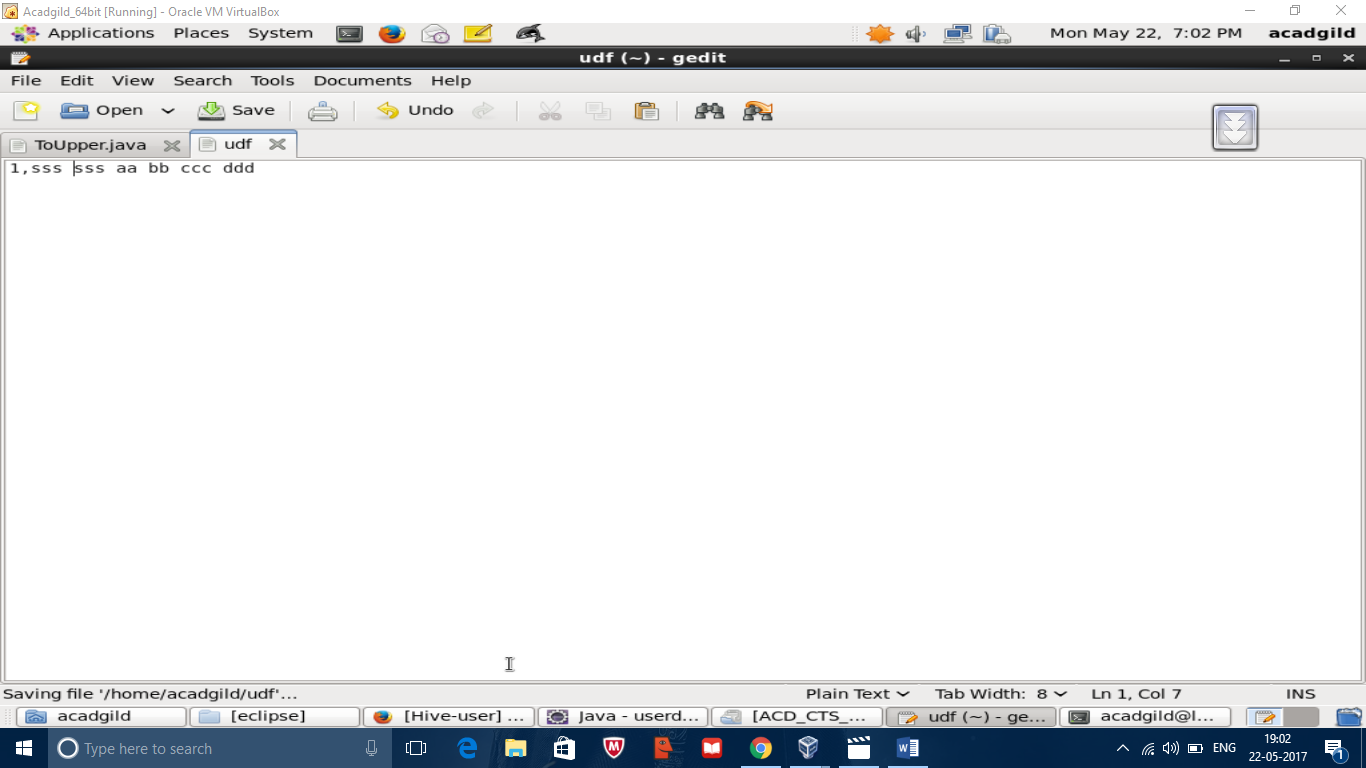 Acadgild_64bit [Running] - Oracle VM VirtualBox
Applications Places System Mon May 22, 7:02 PM acadgild
udf (~) - gedit
File Edit View Search Tools Documents Help
Open Save Undo
ToUpper.java udf
1,sss sss aa bb ccc ddd
Saving file '/home/acadgild/udf'... Plain Text Tab Width: 8 Ln 1, Col 7 INS
acadgild [eclipse] [Hive-user] ... Java - userd... [ACD_CTS_... udf (~) - ge... acadgild@l...
Type here to search ENG 19:02
22-05-2017